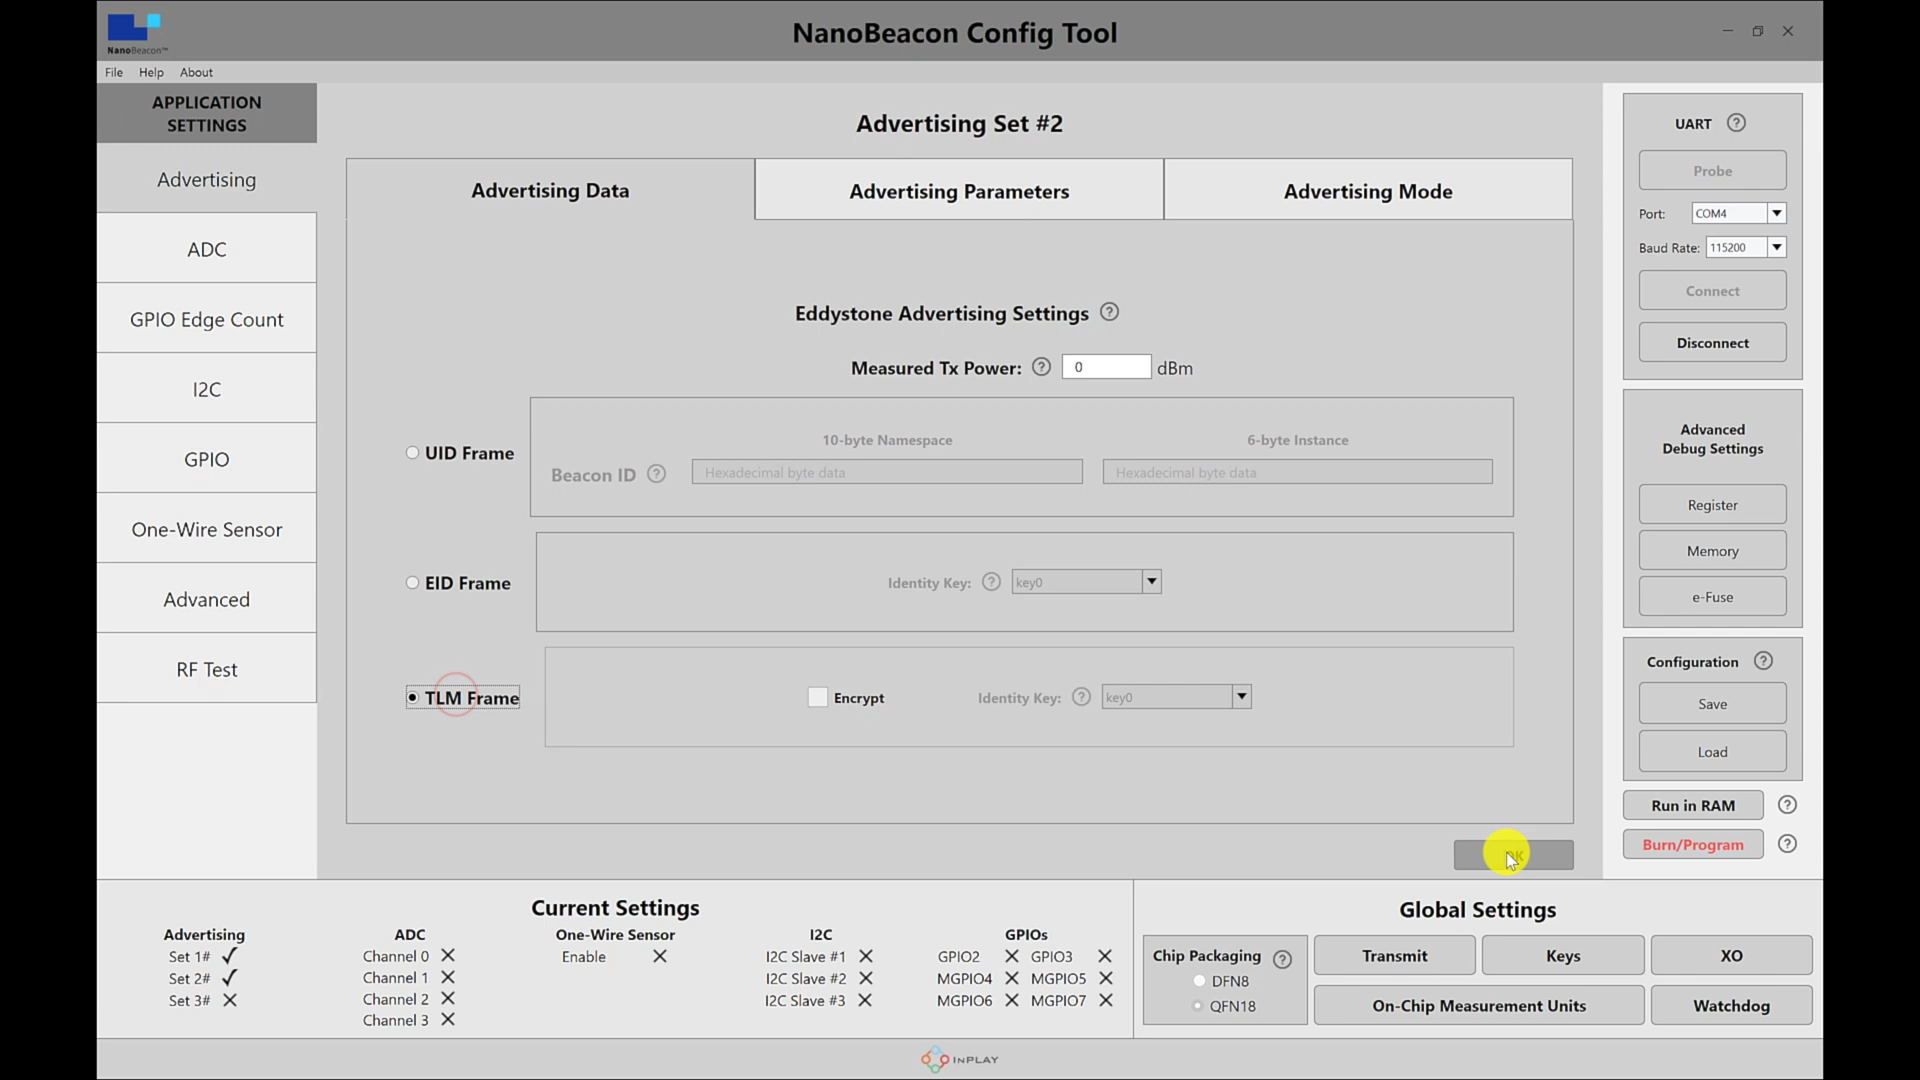 NanoBeacon™
NanoBeacon Config Tool
File Help About
APPLICATION
SETTINGS
Advertising
ADC
GPIO Edge Count
I2C
GPIO
One-Wire Sensor
Advanced
RF Test
Advertising Set #2
Advertising Data
Advertising Parameters
Advertising Mode
Eddystone Advertising Settings ?
Measured Tx Power: ? 0 dBm
UID Frame
10-byte Namespace
6-byte Instance
Beacon ID ? Hexadecimal byte data Hexadecimal byte data
EID Frame
Identity Key: ? key0
TLM Frame
Encrypt
Identity Key: ? key0
OK
UART ?
Probe
Port: COM4
Baud Rate: 115200
Connect
Disconnect
Advanced
Debug Settings
Register
Memory
e-Fuse
Configuration ?
Save
Load
Run in RAM ?
Burn/Program ?
Current Settings
Advertising
Set 1#
Set 2#
Set 3#
ADC
Channel 0
Channel 1
Channel 2
Channel 3
One-Wire Sensor
Enable
I2C
I2C Slave #1
I2C Slave #2
I2C Slave #3
GPIOs
GPIO2 GPIO3
MGPIO4 MGPIO5
MGPIO6 MGPIO7
Global Settings
Chip Packaging ?
DFN8
QFN18
Transmit
Keys
XO
On-Chip Measurement Units
Watchdog
INPLAY